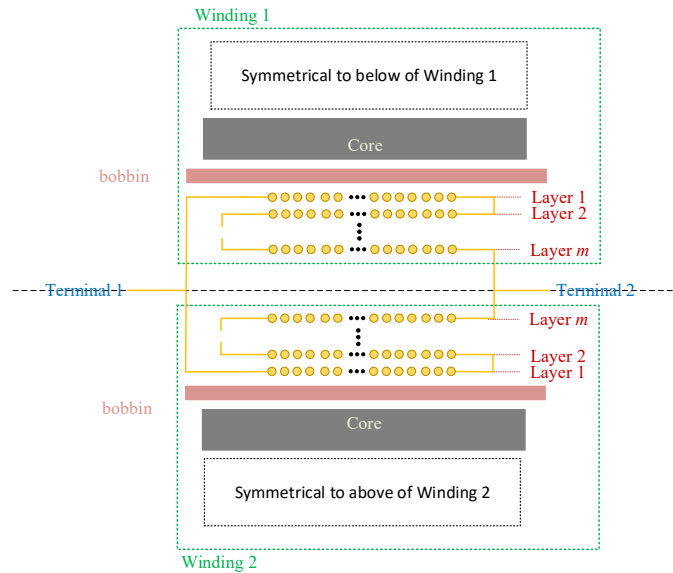 Winding 1
Symmetrical to below of Winding 1
Core
bobbin
Layer 1
Layer 2
Layer m
Terminal 1
Terminal 2
Layer m
Layer 2
Layer 1
bobbin
Core
Symmetrical to above of Winding 2
Winding 2